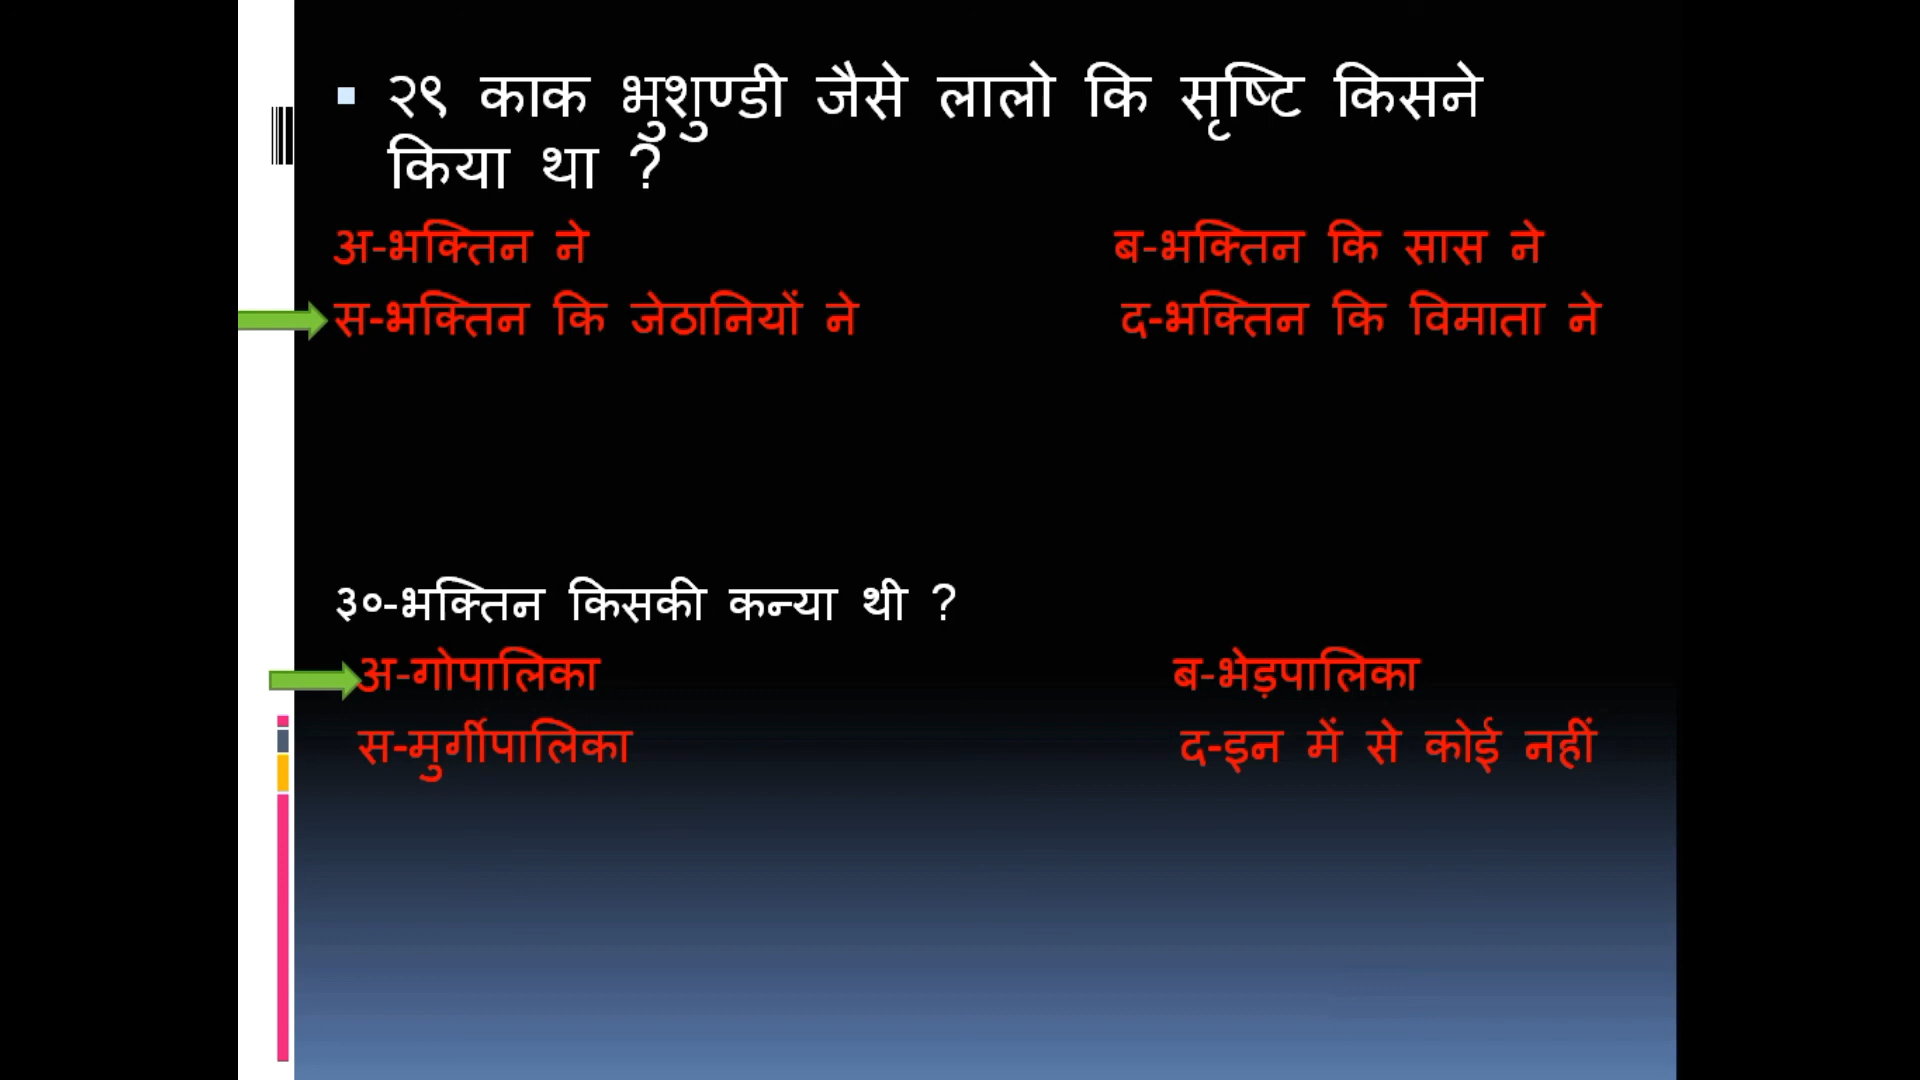 २९ काक भुशुण्डी जैसे लालो कि सृष्टि किसने
किया था ?
अ-भक्तिन ने ब-भक्तिन कि सास ने
स-भक्तिन कि जेठानियों ने द-भक्तिन कि विमाता ने
३०-भक्तिन किसकी कन्या थी ?
अ-गोपालिका ब-भेड़पालिका
स-मुर्गीपालिका द-इन में से कोई नहीं